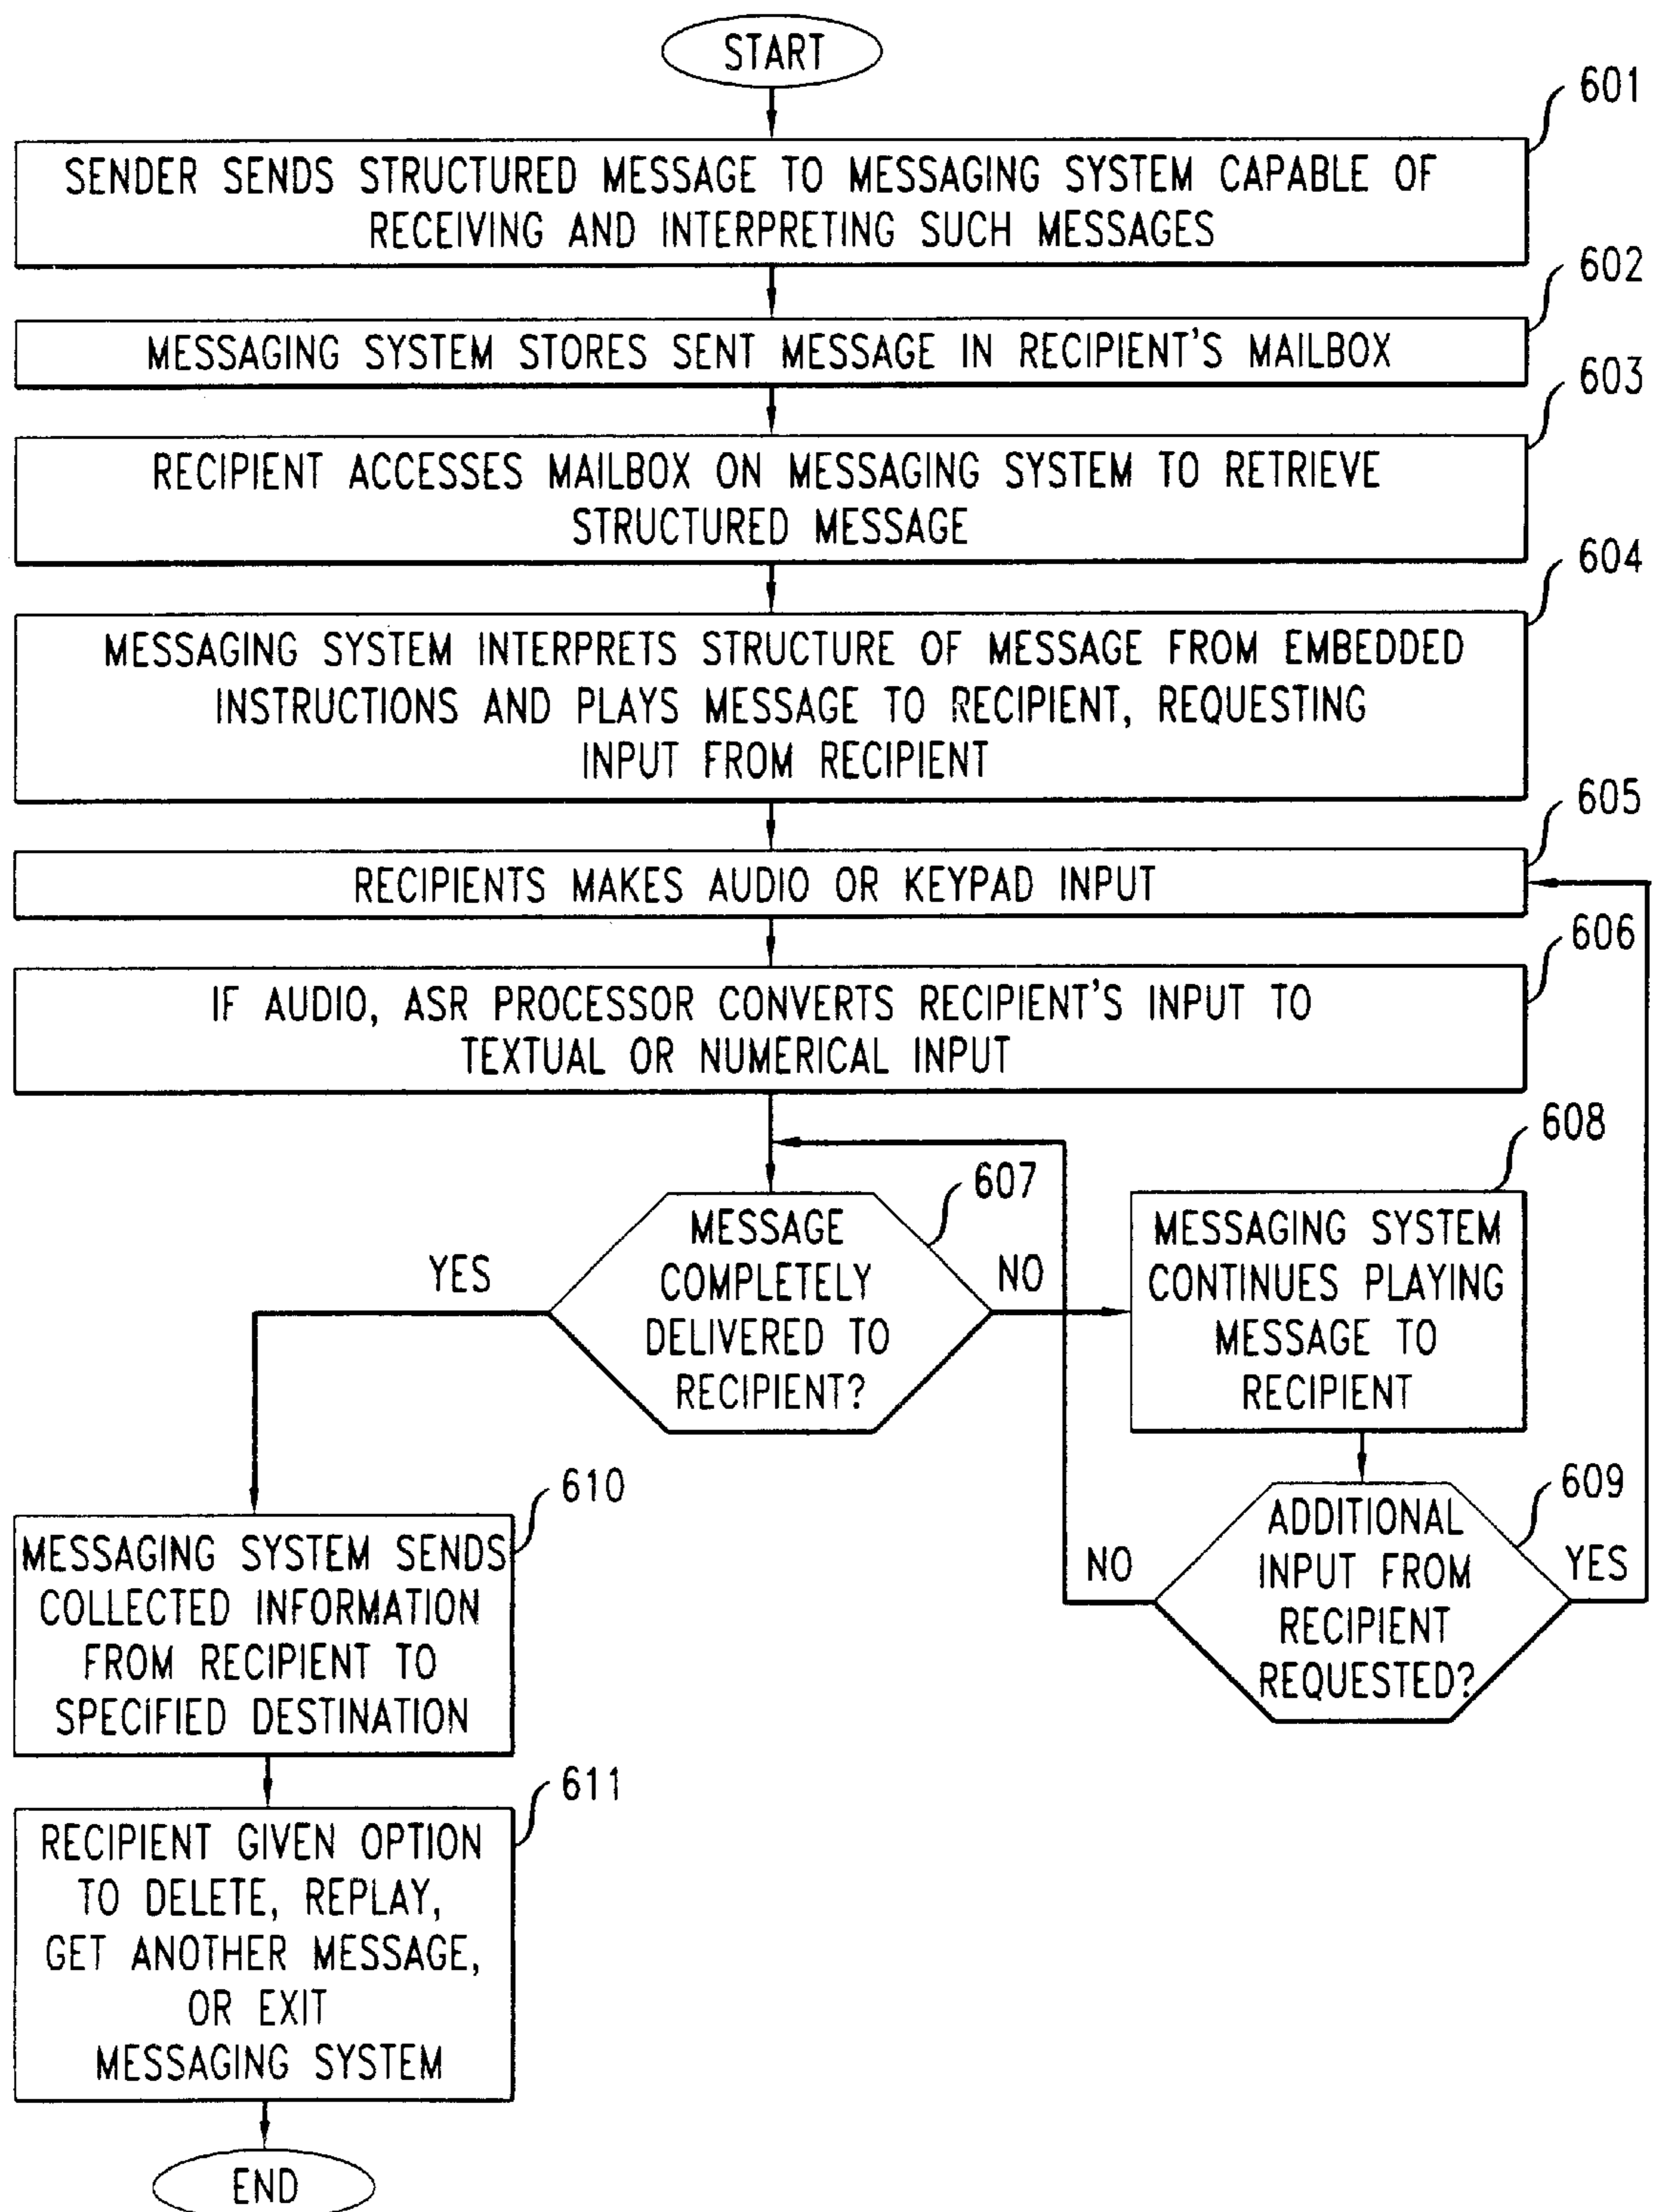 START
601
SENDER SENDS STRUCTURED MESSAGE TO MESSAGING SYSTEM CAPABLE OF
RECEIVING AND INTERPRETING SUCH MESSAGES
602
MESSAGING SYSTEM STORES SENT MESSAGE IN RECIPIENT'S MAILBOX
603
RECIPIENT ACCESSES MAILBOX ON MESSAGING SYSTEM TO RETRIEVE
STRUCTURED MESSAGE
604
MESSAGING SYSTEM INTERPRETS STRUCTURE OF MESSAGE FROM EMBEDDED
INSTRUCTIONS AND PLAYS MESSAGE TO RECIPIENT, REQUESTING
INPUT FROM RECIPIENT
605
RECIPIENTS MAKES AUDIO OR KEYPAD INPUT
606
IF AUDIO, ASR PROCESSOR CONVERTS RECIPIENT'S INPUT TO
TEXTUAL OR NUMERICAL INPUT
607
MESSAGE
COMPLETELY
DELIVERED TO
RECIPIENT?
YES
NO
608
MESSAGING SYSTEM
CONTINUES PLAYING
MESSAGE TO
RECIPIENT
609
ADDITIONAL
INPUT FROM
RECIPIENT
REQUESTED?
NO
YES
610
MESSAGING SYSTEM SENDS
COLLECTED INFORMATION
FROM RECIPIENT TO
SPECIFIED DESTINATION
611
RECIPIENT GIVEN OPTION
TO DELETE, REPLAY,
GET ANOTHER MESSAGE,
OR EXIT
MESSAGING SYSTEM
END